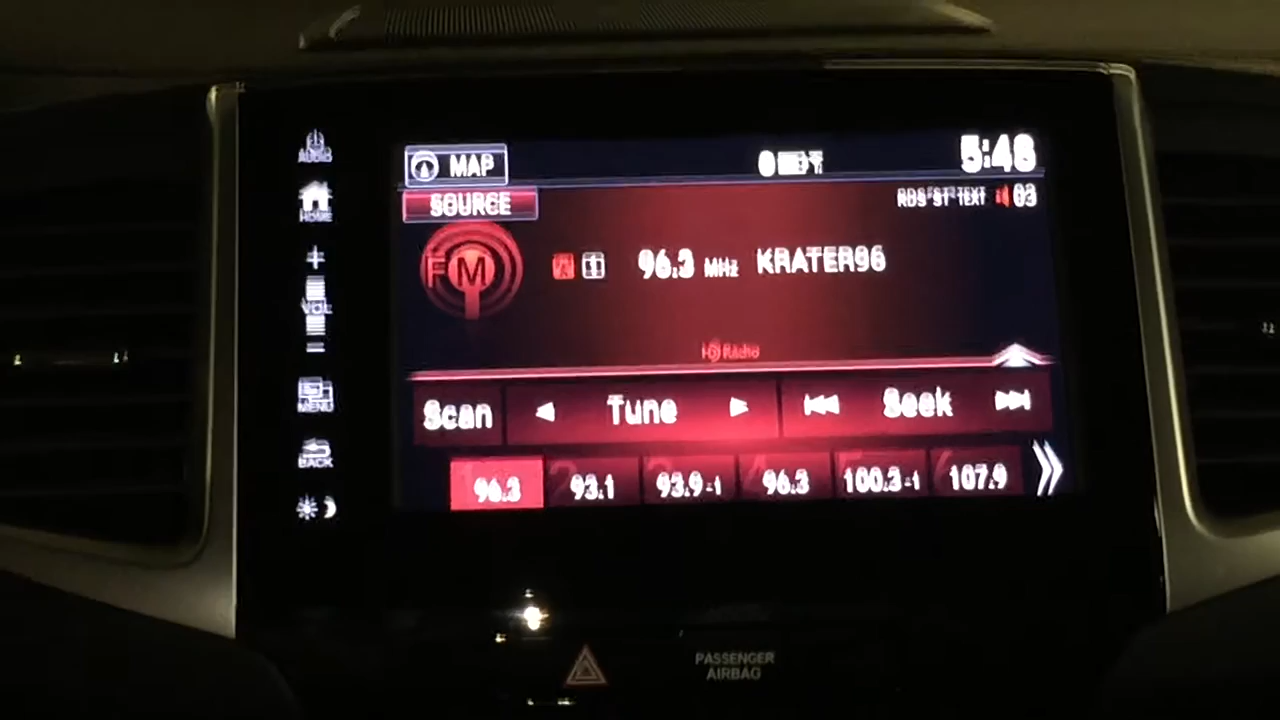 AUDIO
MAP
5:48
HOME
SOURCE
RDS ST TEXT 03
FM 96.3 MHz KRATER96
VOL
HD Radio
MENU
Scan Tune Seek
BACK
96.3 93.1 93.9-1 96.3 100.3-1 107.9
PASSENGER
AIRBAG